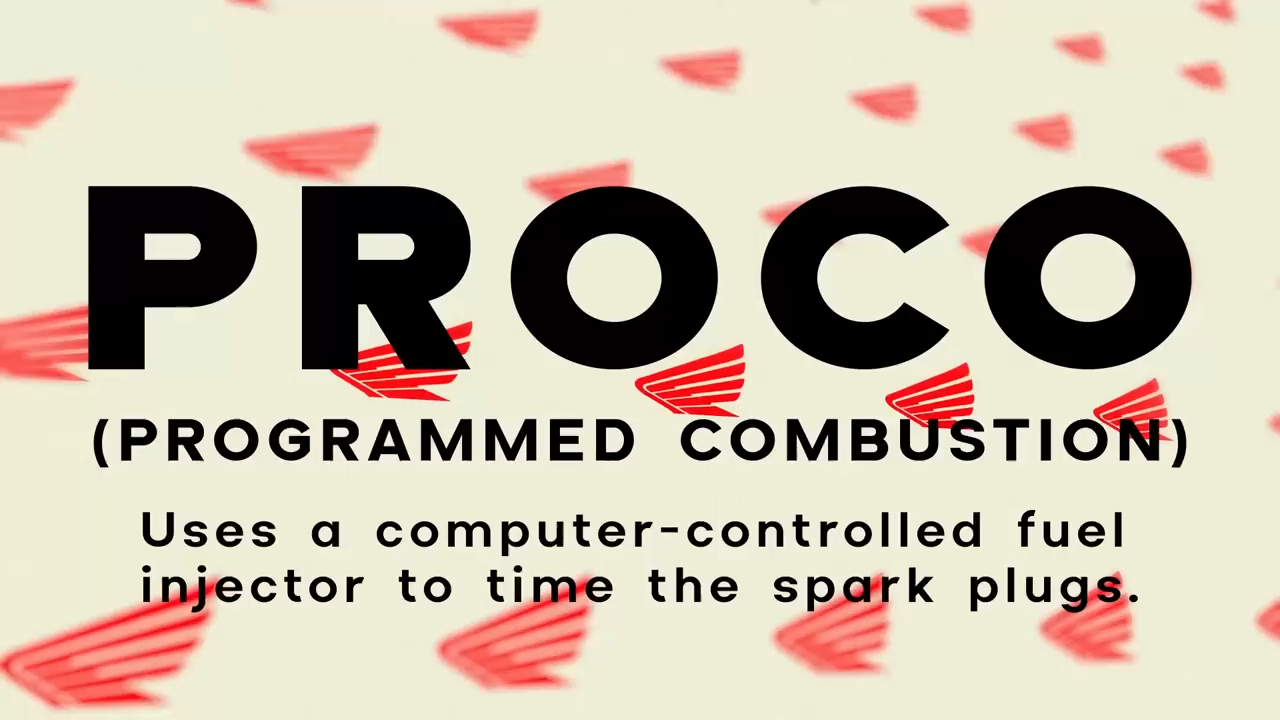 PROCO
(PROGRAMMED COMBUSTION)
Uses a computer-controlled fuel
injector to time the spark plugs.